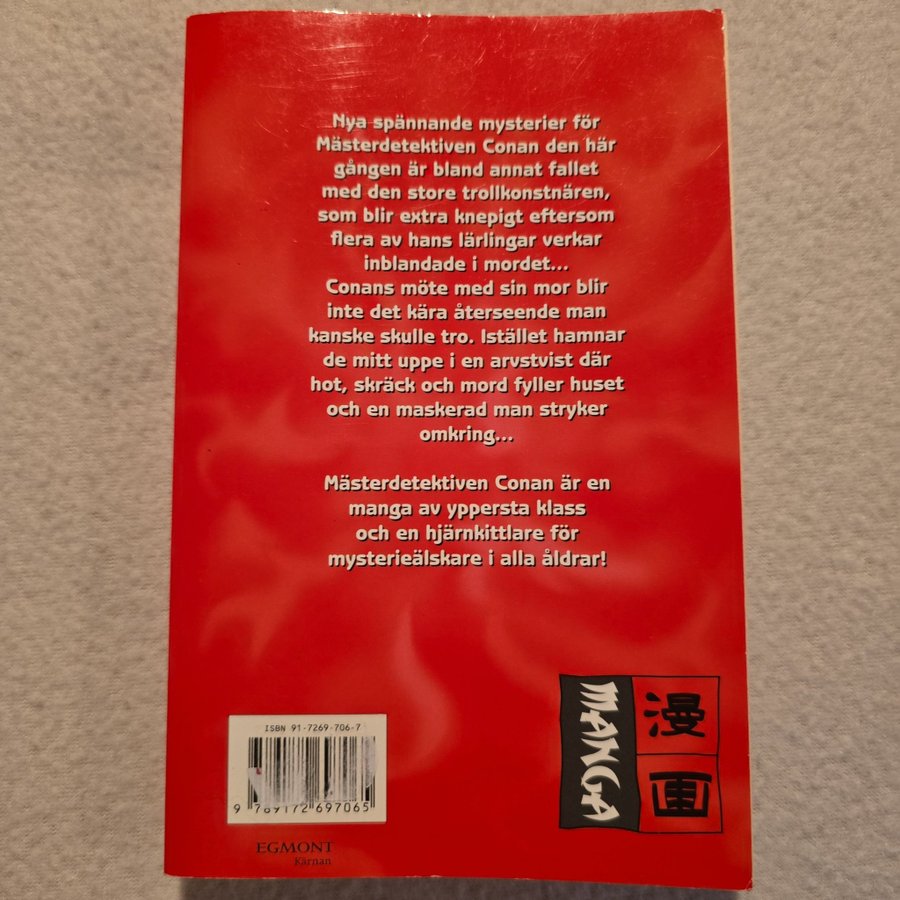 Nya spännande mysterier för
Mästerdetektiven Conan den här
gången är bland annat fallet
med den store trollkonstnären,
som blir extra knepigt eftersom
flera av hans lärlingar verkar
inblandade i mordet...
Conans möte med sin mor blir
inte det kära återseende man
kanske skulle tro. Istället hamnar
de mitt uppe i en arvstvist där
hot, skräck och mord fyller huset
och en maskerad man stryker
omkring...
Mästerdetektiven Conan är en
manga av yppersta klass
och en hjärnkittlare för
mysterieälskare i alla åldrar!
MANGA
漫画
ISBN 91-7269-706-7
9 789172 697065
EGMONT
Kärnan